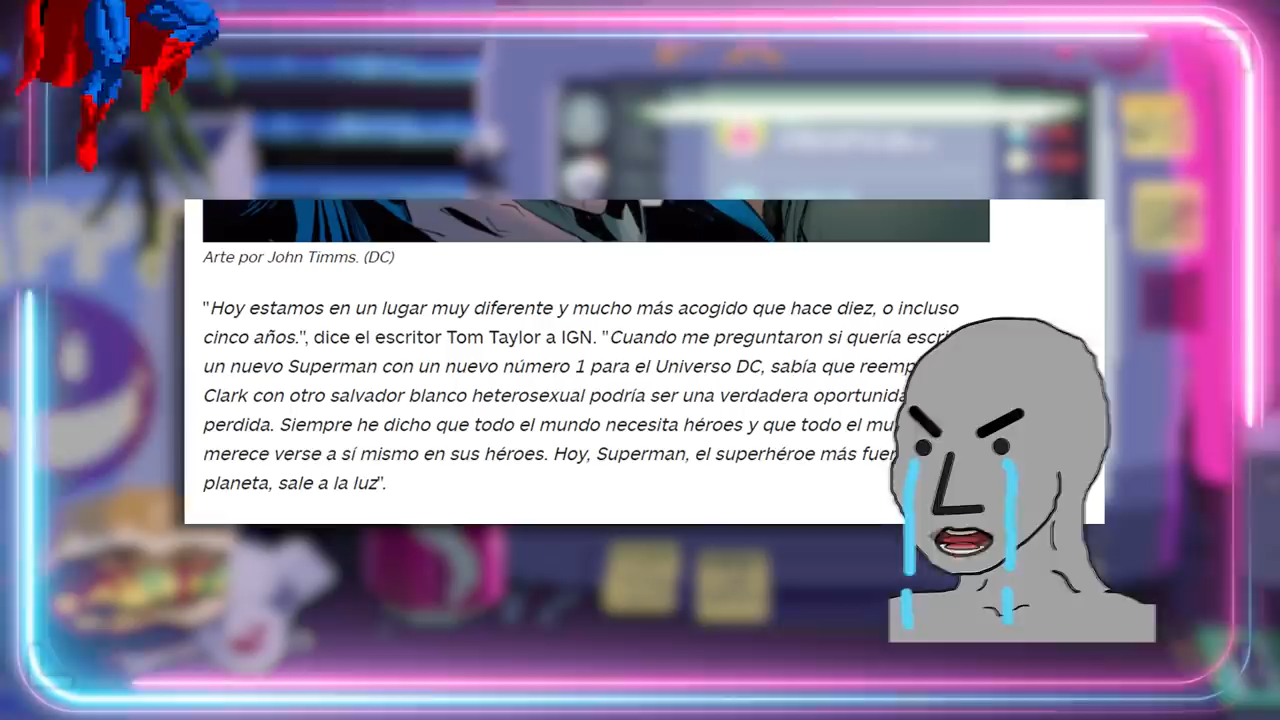 Arte por John Timms. (DC)
"Hoy estamos en un lugar muy diferente y mucho más acogido que hace diez, o incluso
cinco años.", dice el escritor Tom Taylor a IGN. "Cuando me preguntaron si quería
un nuevo Superman con un nuevo número 1 para el Universo DC, sabía que
Clark con otro salvador blanco heterosexual podría ser una verdadera
perdida. Siempre he dicho que todo el mundo necesita héroes y que todo el
merece verse a sí mismo en sus héroes. Hoy, Superman, el superhéroe más
planeta, sale a la luz".